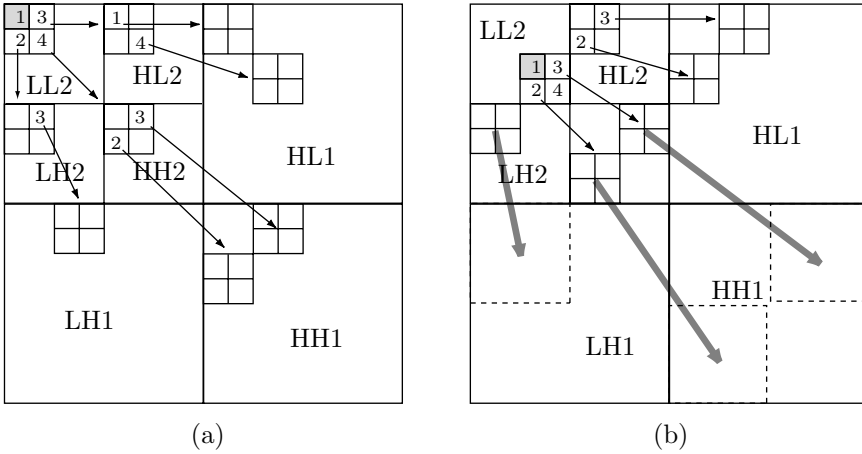 1 3 1 3
2 4 4 LL2 2
LL2 HL2 1 3 HL2
2 4
3 3
2
LH2 HH2 HL1 LH2 HL1
LH1 HH1 LH1 HH1
(a) (b)